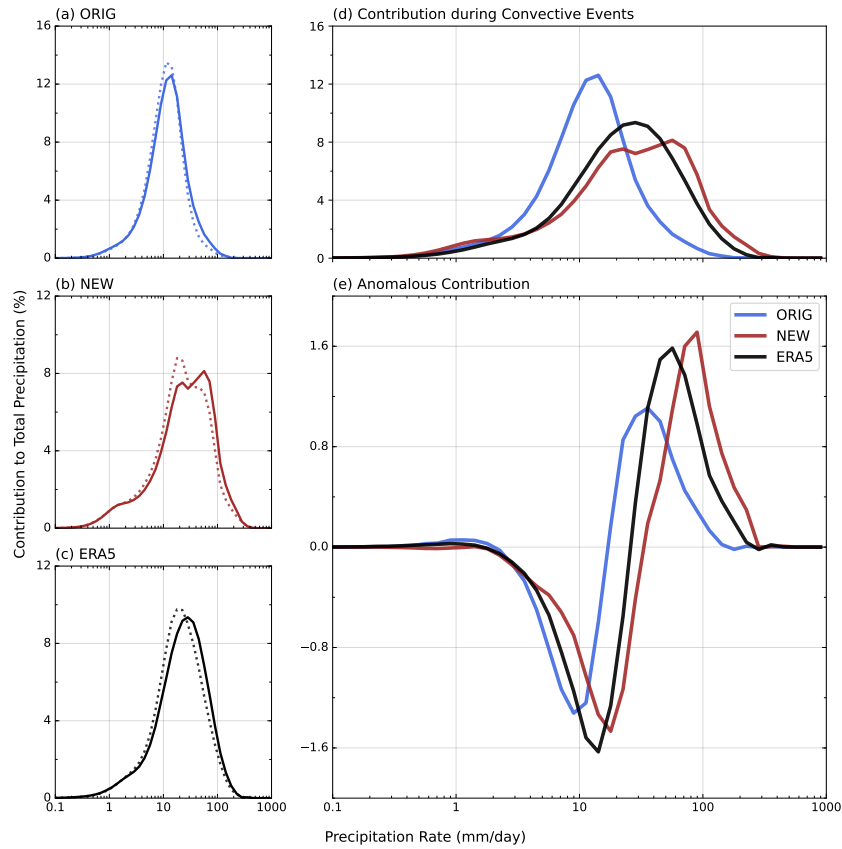 (a) ORIG
16
12
8
4
0
(b) NEW
12
8
4
0
(c) ERA5
12
8
4
0
0.1 1 10 100 1000
Contribution to Total Precipitation (%)
(d) Contribution during Convective Events
16
12
8
4
0
(e) Anomalous Contribution
ORIG
NEW
ERA5
1.6
0.8
0.0
−0.8
−1.6
0.1 1 10 100 1000
Precipitation Rate (mm/day)